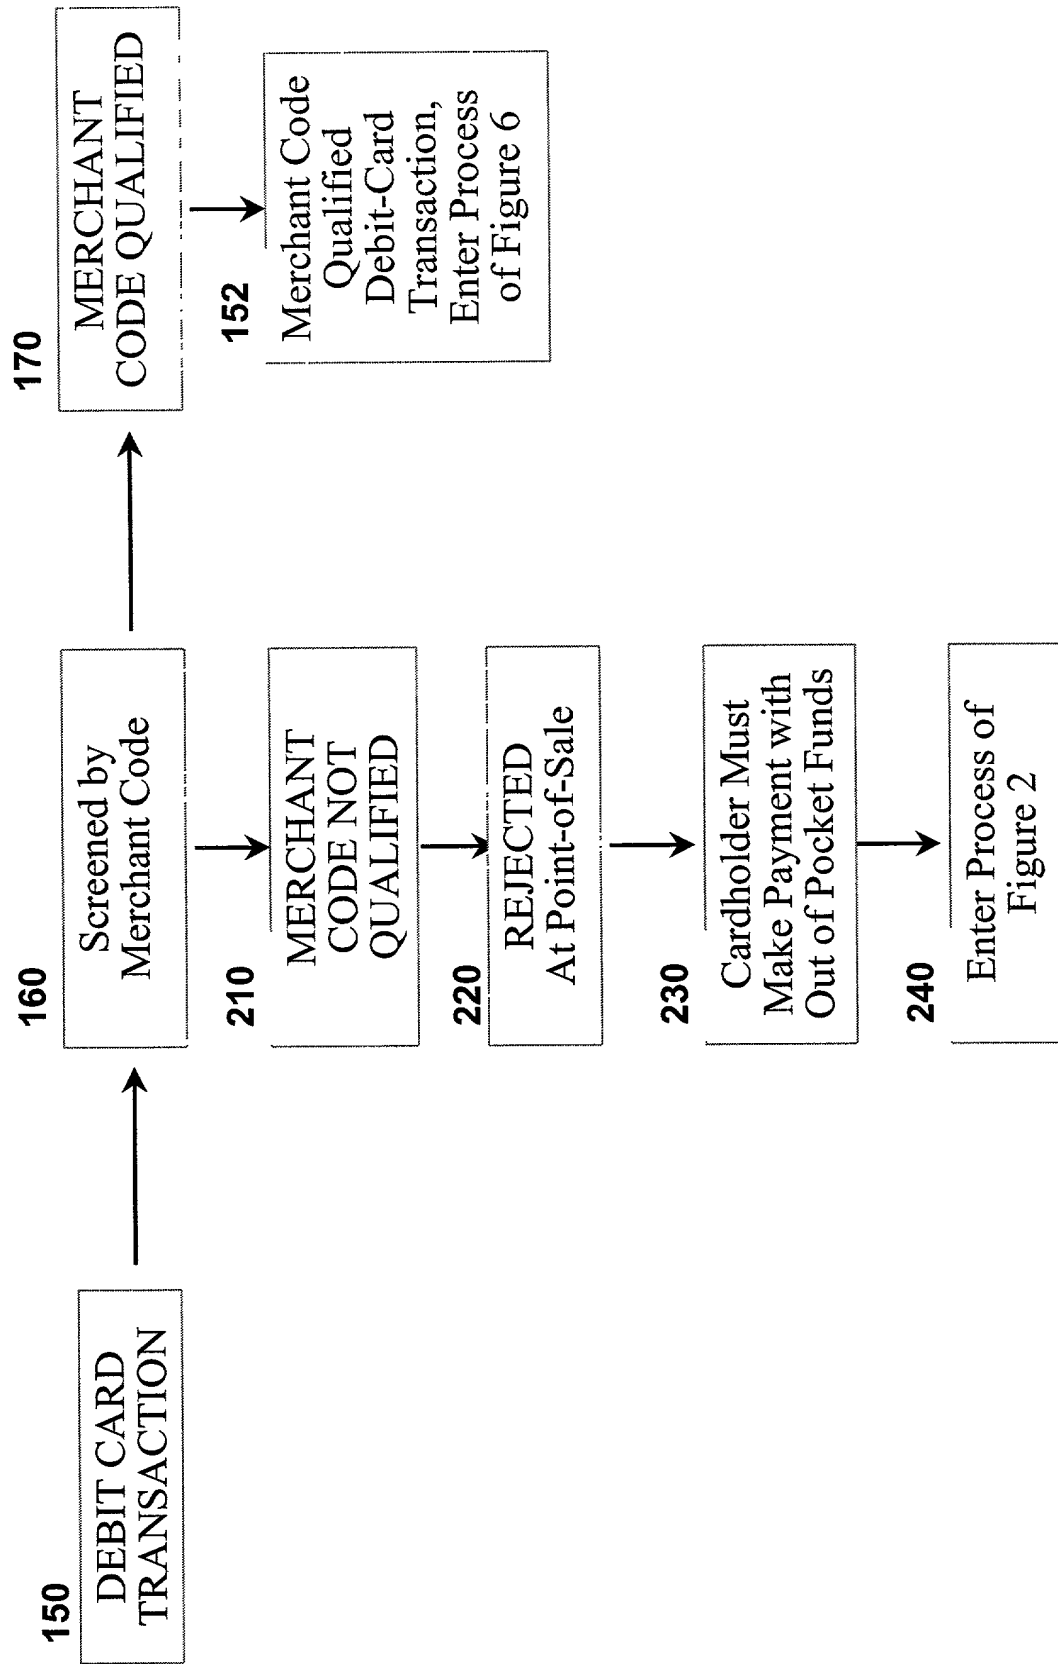 150
DEBIT CARD
TRANSACTION
160
Screened by
Merchant Code
170
MERCHANT
CODE QUALIFIED
152
Merchant Code
Qualified
Debit-Card
Transaction,
Enter Process
of Figure 6
210
MERCHANT
CODE NOT
QUALIFIED
220
REJECTED
At Point-of-Sale
230
Cardholder Must
Make Payment with
Out of Pocket Funds
240
Enter Process of
Figure 2